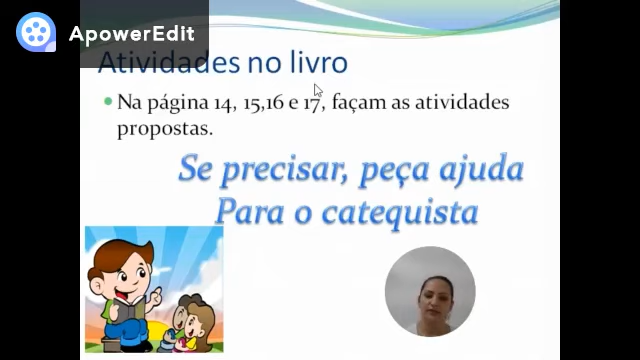 ApowerEdit
Atividades no livro
Na página 14, 15,16 e 17, façam as atividades
propostas.
Se precisar, peça ajuda
Para o catequista